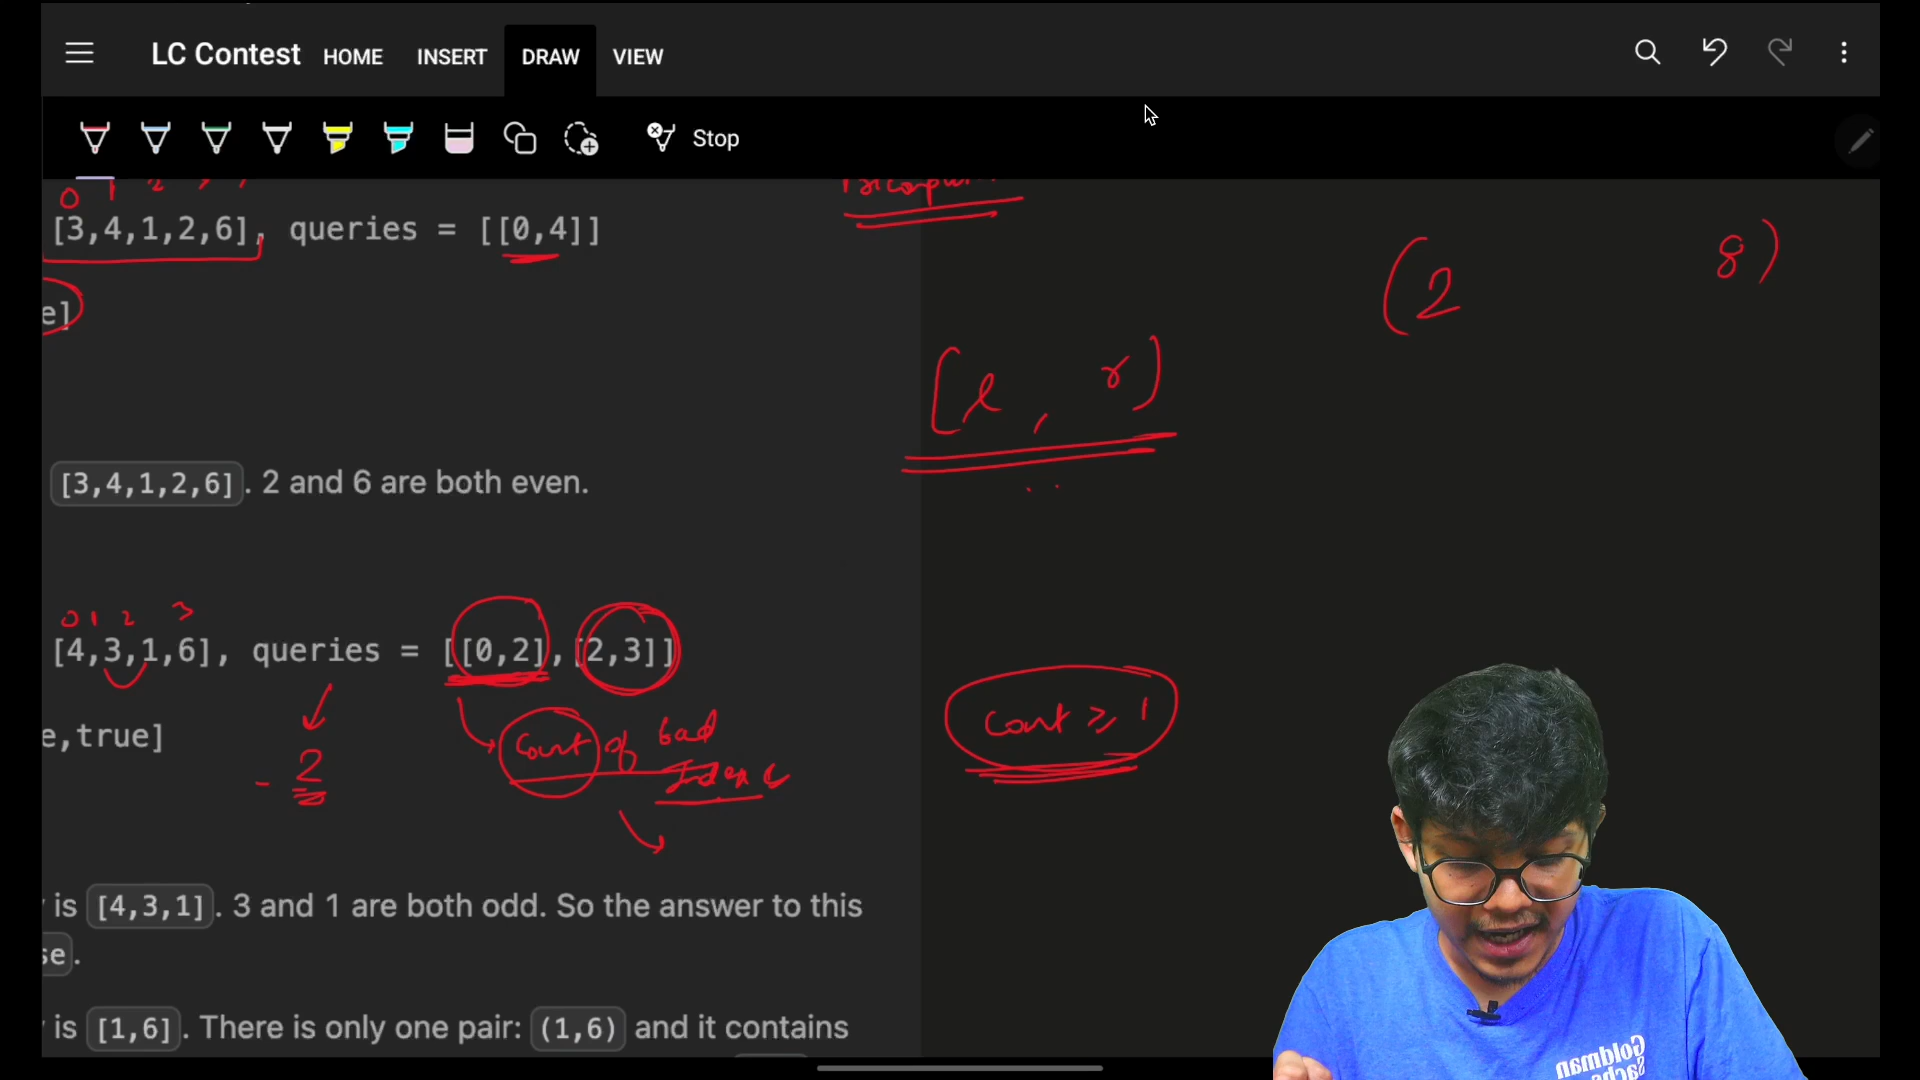 LC Contest HOME INSERT DRAW VIEW
Stop
0 1 2
[3,4,1,2,6], queries = [[0,4]]
(2 8)
e]
[l, r)
[3,4,1,2,6]. 2 and 6 are both even.
0 1 2 3
[4,3,1,6], queries = [[0,2],[2,3]]
count ≥ 1
e,true]
count of bad
index
- 2
is [4,3,1]. 3 and 1 are both odd. So the answer to this
se.
is [1,6]. There is only one pair: (1,6) and it contains
Goldman
Sachs